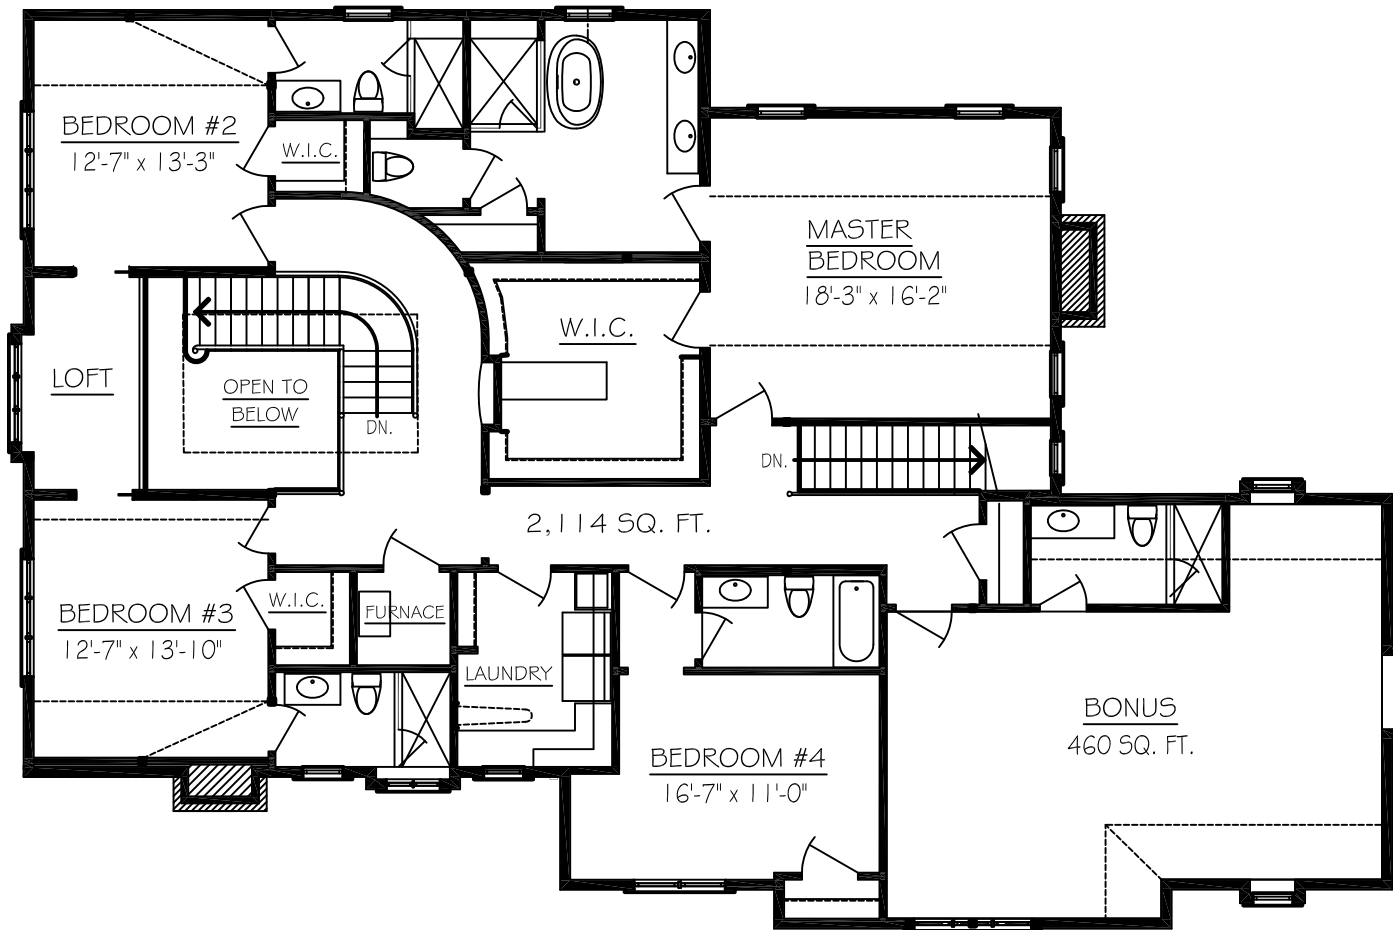 BEDROOM #2
12'-7" x 13'-3"
W.I.C.
MASTER
BEDROOM
18'-3" x 16'-2"
W.I.C.
LOFT
OPEN TO
BELOW
DN.
DN.
2,114 SQ. FT.
BEDROOM #3
12'-7" x 13'-10"
W.I.C.
FURNACE
LAUNDRY
BEDROOM #4
16'-7" x 11'-0"
BONUS
460 SQ. FT.